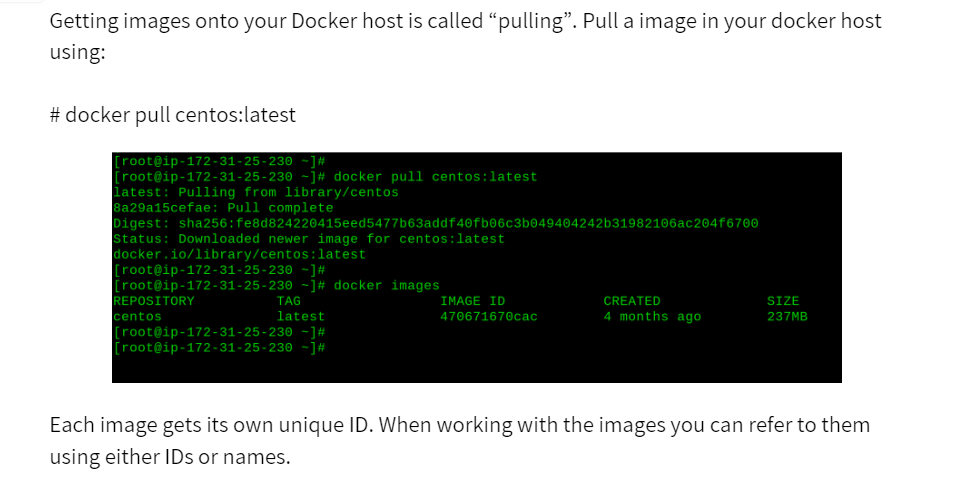 Getting images onto your Docker host is called “pulling”. Pull a image in your docker host
using:
# docker pull centos:latest
[root@ip-172-31-25-230 ~]#
[root@ip-172-31-25-230 ~]# docker pull centos:latest
latest: Pulling from library/centos
8a29a15cefae: Pull complete
Digest: sha256:fe8d824220415eed5477b63addf40fb06c3b049404242b31982106ac204f6700
Status: Downloaded newer image for centos:latest
docker.io/library/centos:latest
[root@ip-172-31-25-230 ~]#
[root@ip-172-31-25-230 ~]# docker images
REPOSITORY TAG IMAGE ID CREATED SIZE
centos latest 470671670cac 4 months ago 237MB
[root@ip-172-31-25-230 ~]#
[root@ip-172-31-25-230 ~]#
Each image gets its own unique ID. When working with the images you can refer to them
using either IDs or names.